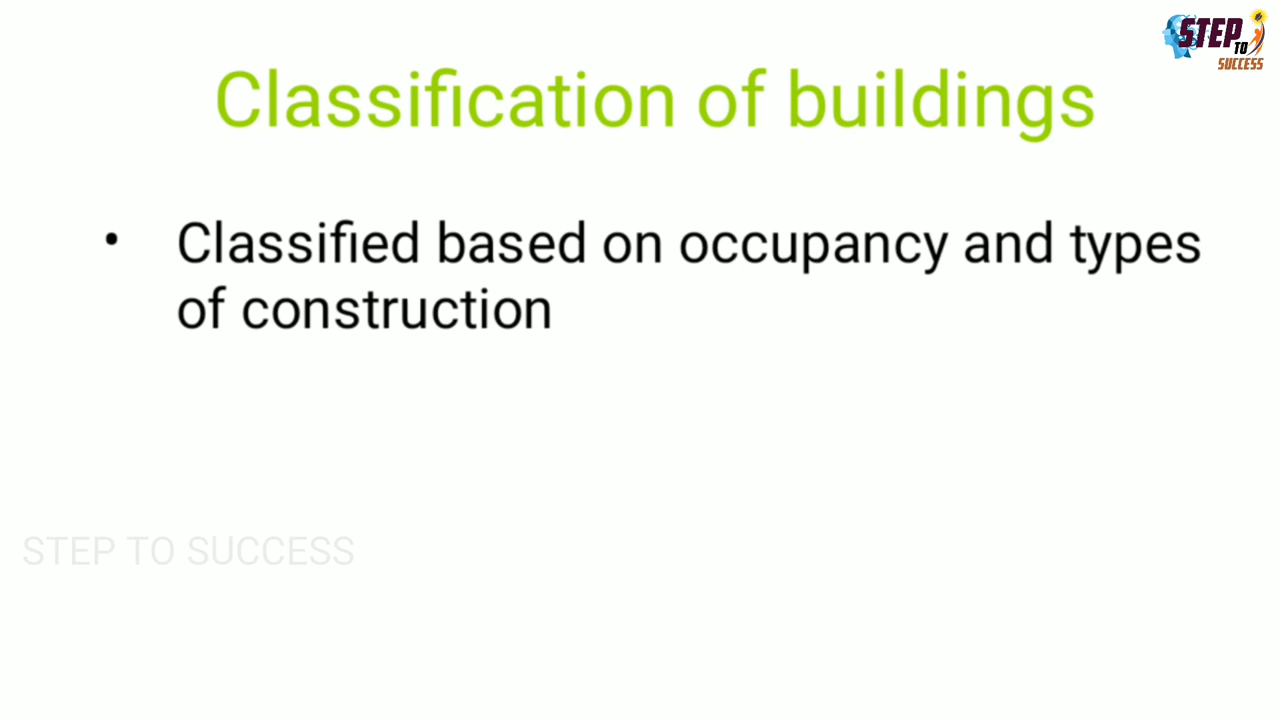 STEP
TO
SUCCESS
Classification of buildings
• Classified based on occupancy and types
of construction
STEP TO SUCCESS